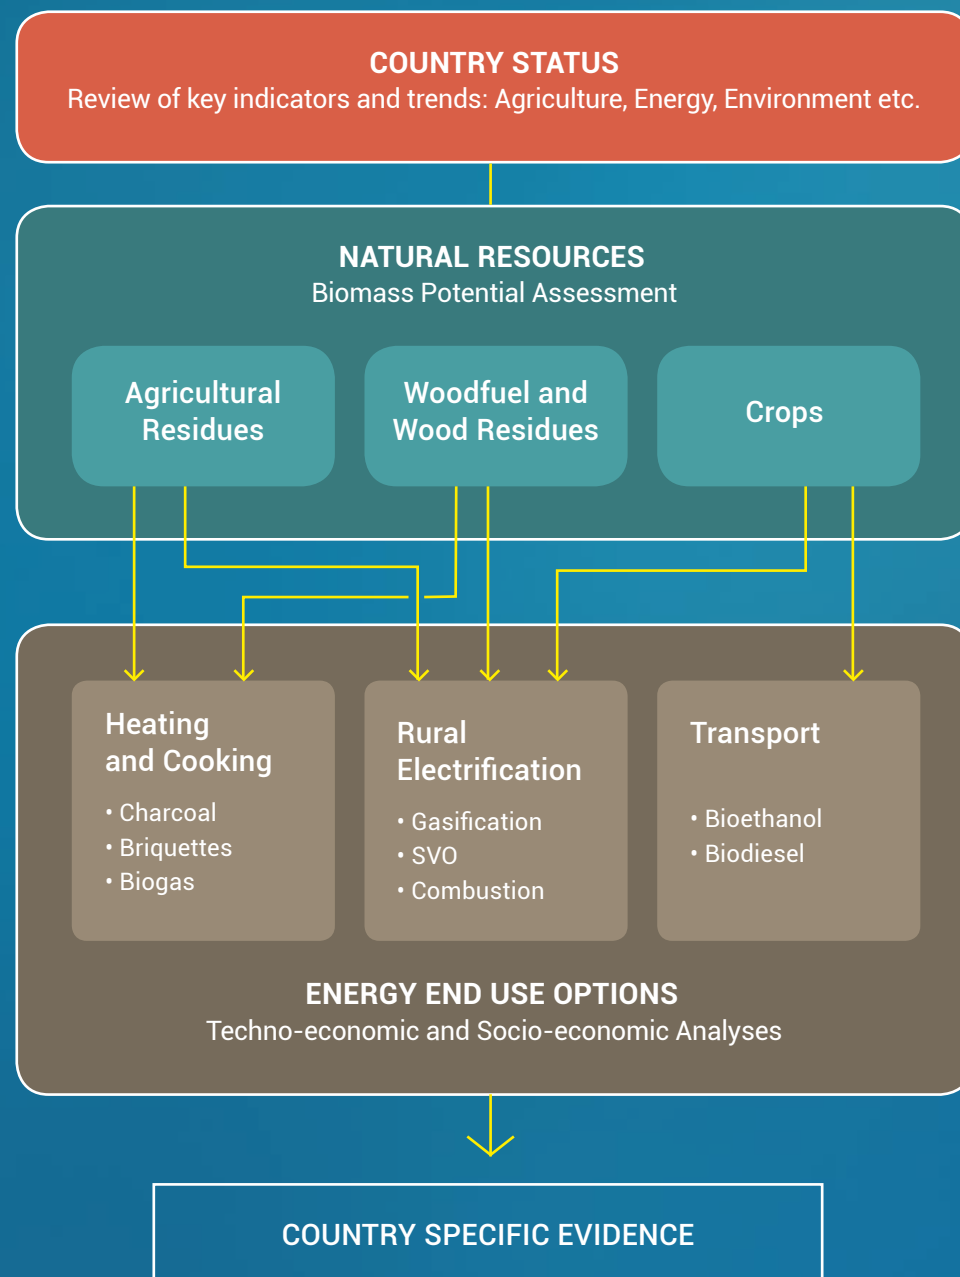 COUNTRY STATUS
Review of key indicators and trends: Agriculture, Energy, Environment etc.
NATURAL RESOURCES
Biomass Potential Assessment
Agricultural
Residues
Woodfuel and
Wood Residues
Crops
Heating
and Cooking
• Charcoal
• Briquettes
• Biogas
Rural
Electrification
• Gasification
• SVO
• Combustion
Transport
• Bioethanol
• Biodiesel
ENERGY END USE OPTIONS
Techno-economic and Socio-economic Analyses
COUNTRY SPECIFIC EVIDENCE